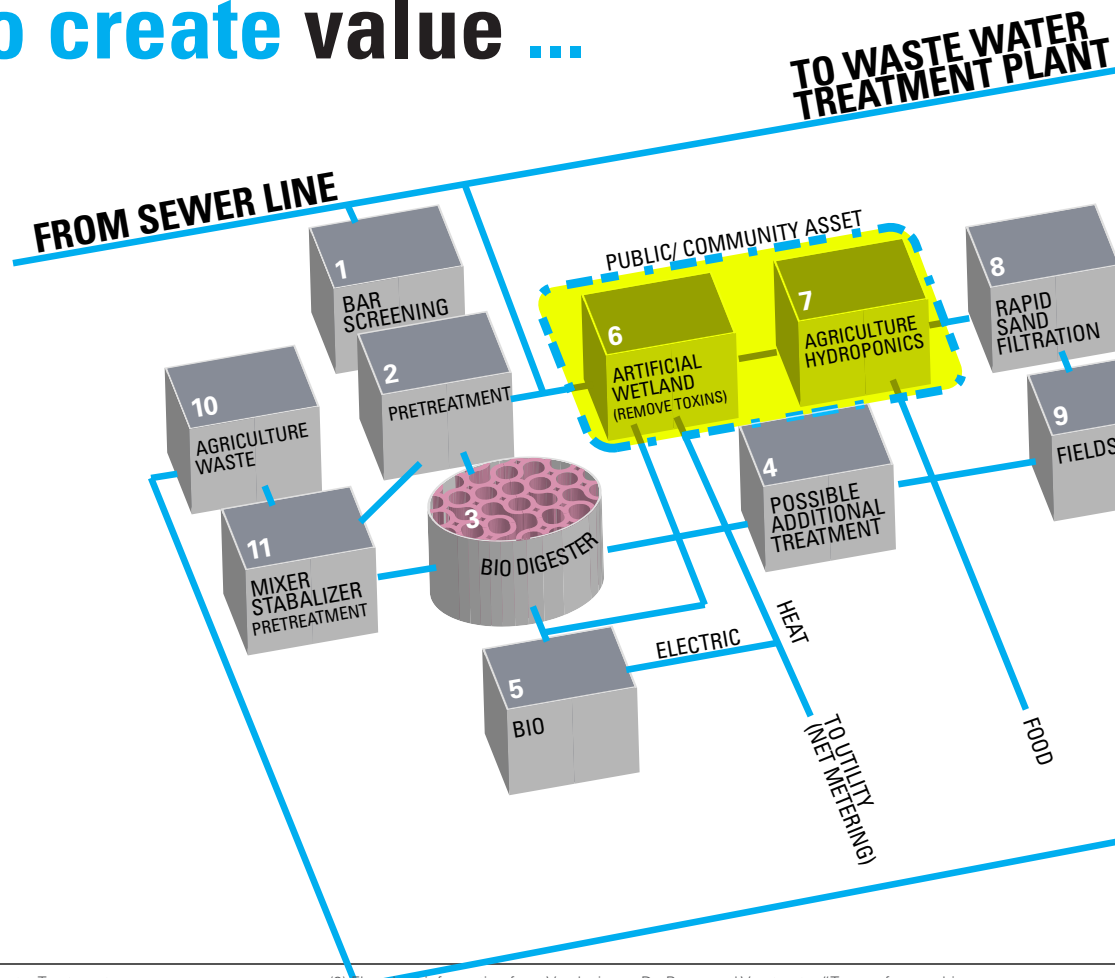 o create value ...
TO WASTE WATER
TREATMENT PLANT
FROM SEWER LINE
PUBLIC/ COMMUNITY ASSET
1
BAR
SCREENING
2
PRETREATMENT
6
ARTIFICIAL
WETLAND
(REMOVE TOXINS)
7
AGRICULTURE
HYDROPONICS
8
RAPID
SAND
FILTRATION
10
AGRICULTURE
WASTE
3
BIO DIGESTER
4
POSSIBLE
ADDITIONAL
TREATMENT
9
FIELDS
11
MIXER
STABALIZER
PRETREATMENT
5
BIO
ELECTRIC
HEAT
TO UTILITY
(NET METERING)
FOOD